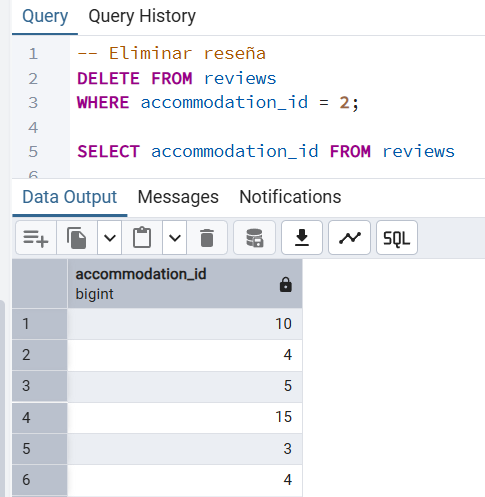 Query Query History
1 -- Eliminar reseña
2 DELETE FROM reviews
3 WHERE accommodation_id = 2;
4
5 SELECT accommodation_id FROM reviews
6
Data Output Messages Notifications
SQL
accommodation_id
bigint
1 10
2 4
3 5
4 15
5 3
6 4